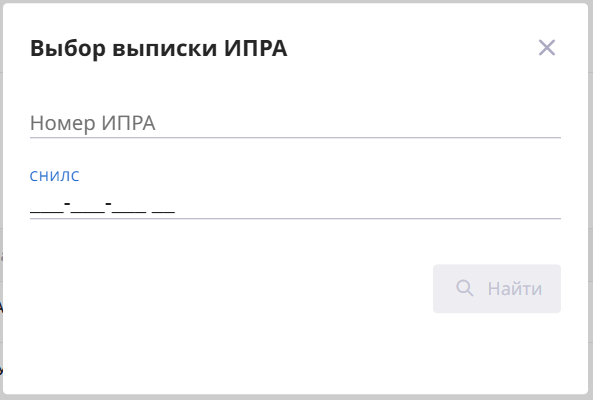 Выбор выписки ИПРА
Номер ИПРА
СНИЛС
___-___-___ __
Найти